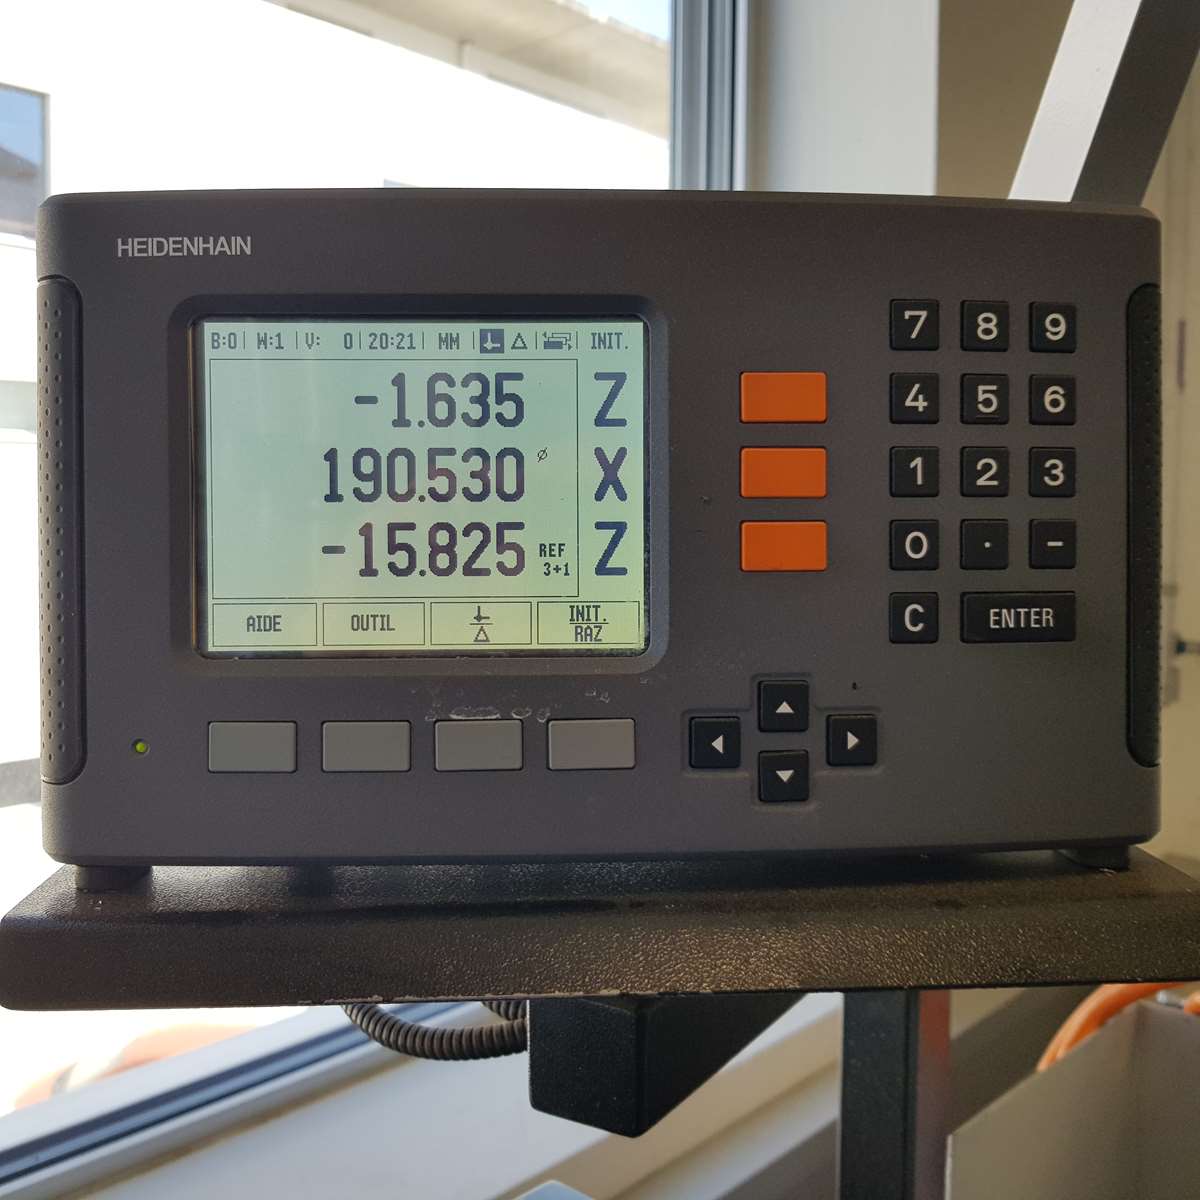 HEIDENHAIN
B:0| W:1 |V: 0|20:21| MM | Δ | | INIT.
-1.635 Z
190.530 ⌀ X
-15.825 REF 3+1 Z
AIDE OUTIL Δ INIT. RAZ
7 8 9
4 5 6
1 2 3
0 . -
C ENTER